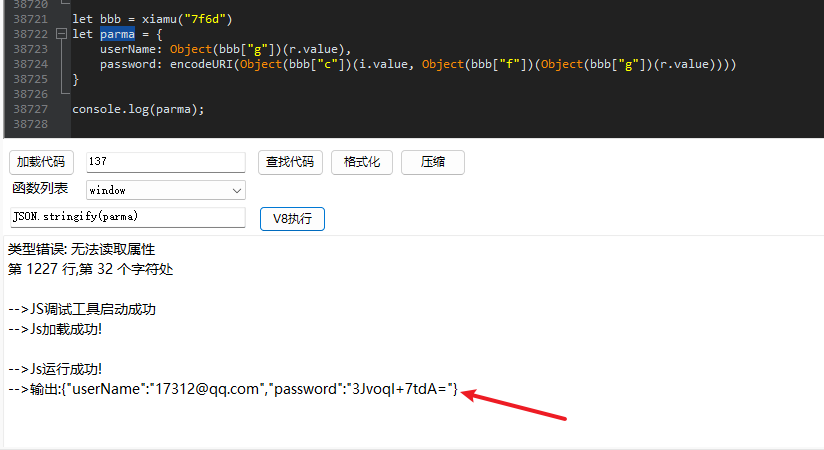 38720
38721 let bbb = xiamu("7f6d")
38722 let parma = {
38723 userName: Object(bbb["g"])(r.value),
38724 password: encodeURI(Object(bbb["c"])(i.value, Object(bbb["f"])(Object(bbb["g"])(r.value))))
38725 }
38726
38727 console.log(parma);
38728
加载代码 137 查找代码 格式化 压缩
函数列表 window
JSON.stringify(parma) V8执行
类型错误: 无法读取属性
第 1227 行,第 32 个字符处
-->JS调试工具启动成功
-->Js加载成功!
-->Js运行成功!
-->输出:{"userName":"17312@qq.com","password":"3JvoqI+7tdA="}